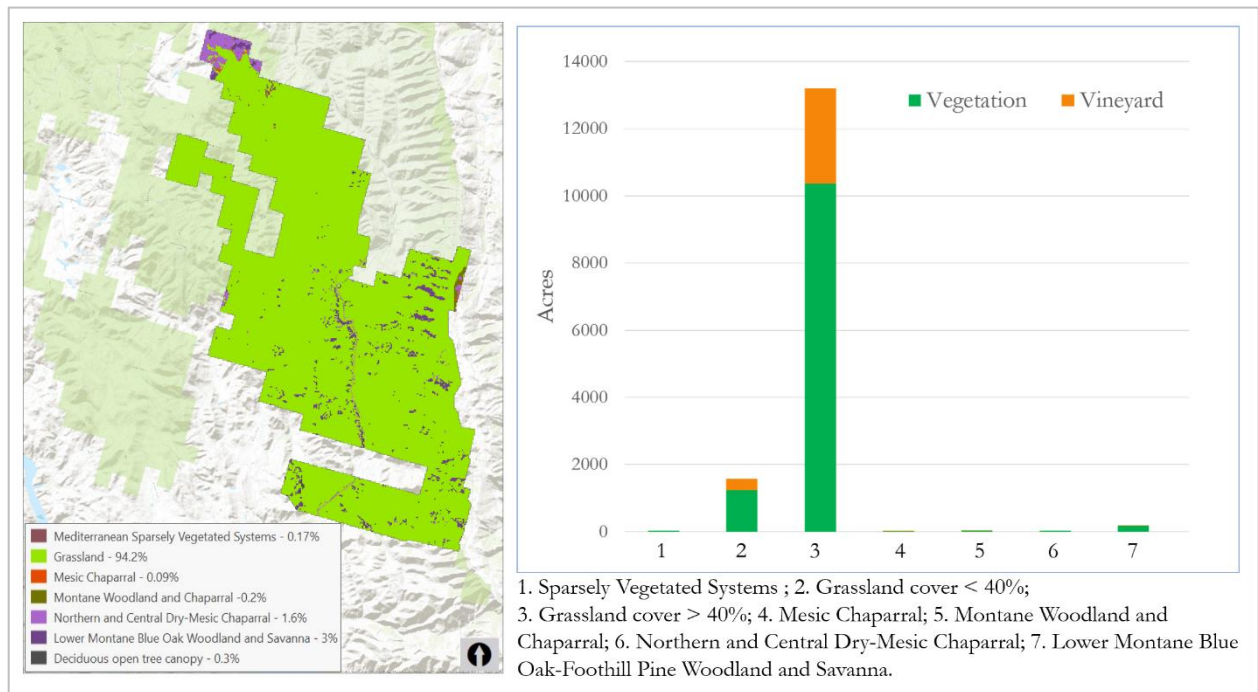 Mediterranean Sparsely Vegetated Systems - 0.17%
Grassland - 94.2%
Mesic Chaparral - 0.09%
Montane Woodland and Chaparral -0.2%
Northern and Central Dry-Mesic Chaparral - 1.6%
Lower Montane Blue Oak Woodland and Savanna - 3%
Deciduous open tree canopy - 0.3%
Vegetation Vineyard
Acres
14000
12000
10000
8000
6000
4000
2000
0
1 2 3 4 5 6 7
1. Sparsely Vegetated Systems ; 2. Grassland cover < 40%;
3. Grassland cover > 40%; 4. Mesic Chaparral; 5. Montane Woodland and
Chaparral; 6. Northern and Central Dry-Mesic Chaparral; 7. Lower Montane Blue
Oak-Foothill Pine Woodland and Savanna.